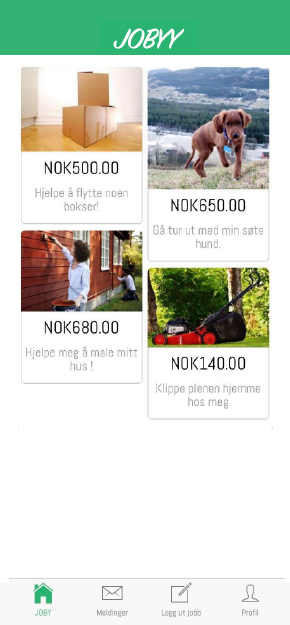 JOBYY
NOK500.00
Hjelpe å flytte noen
bokser!
NOK650.00
Gå tur ut med min søte
hund.
NOK680.00
Hjelpe meg å male mitt
hus !
NOK140.00
Klippe plenen hjemme
hos meg
JOBY
Meldinger
Legg ut jobb
Profil